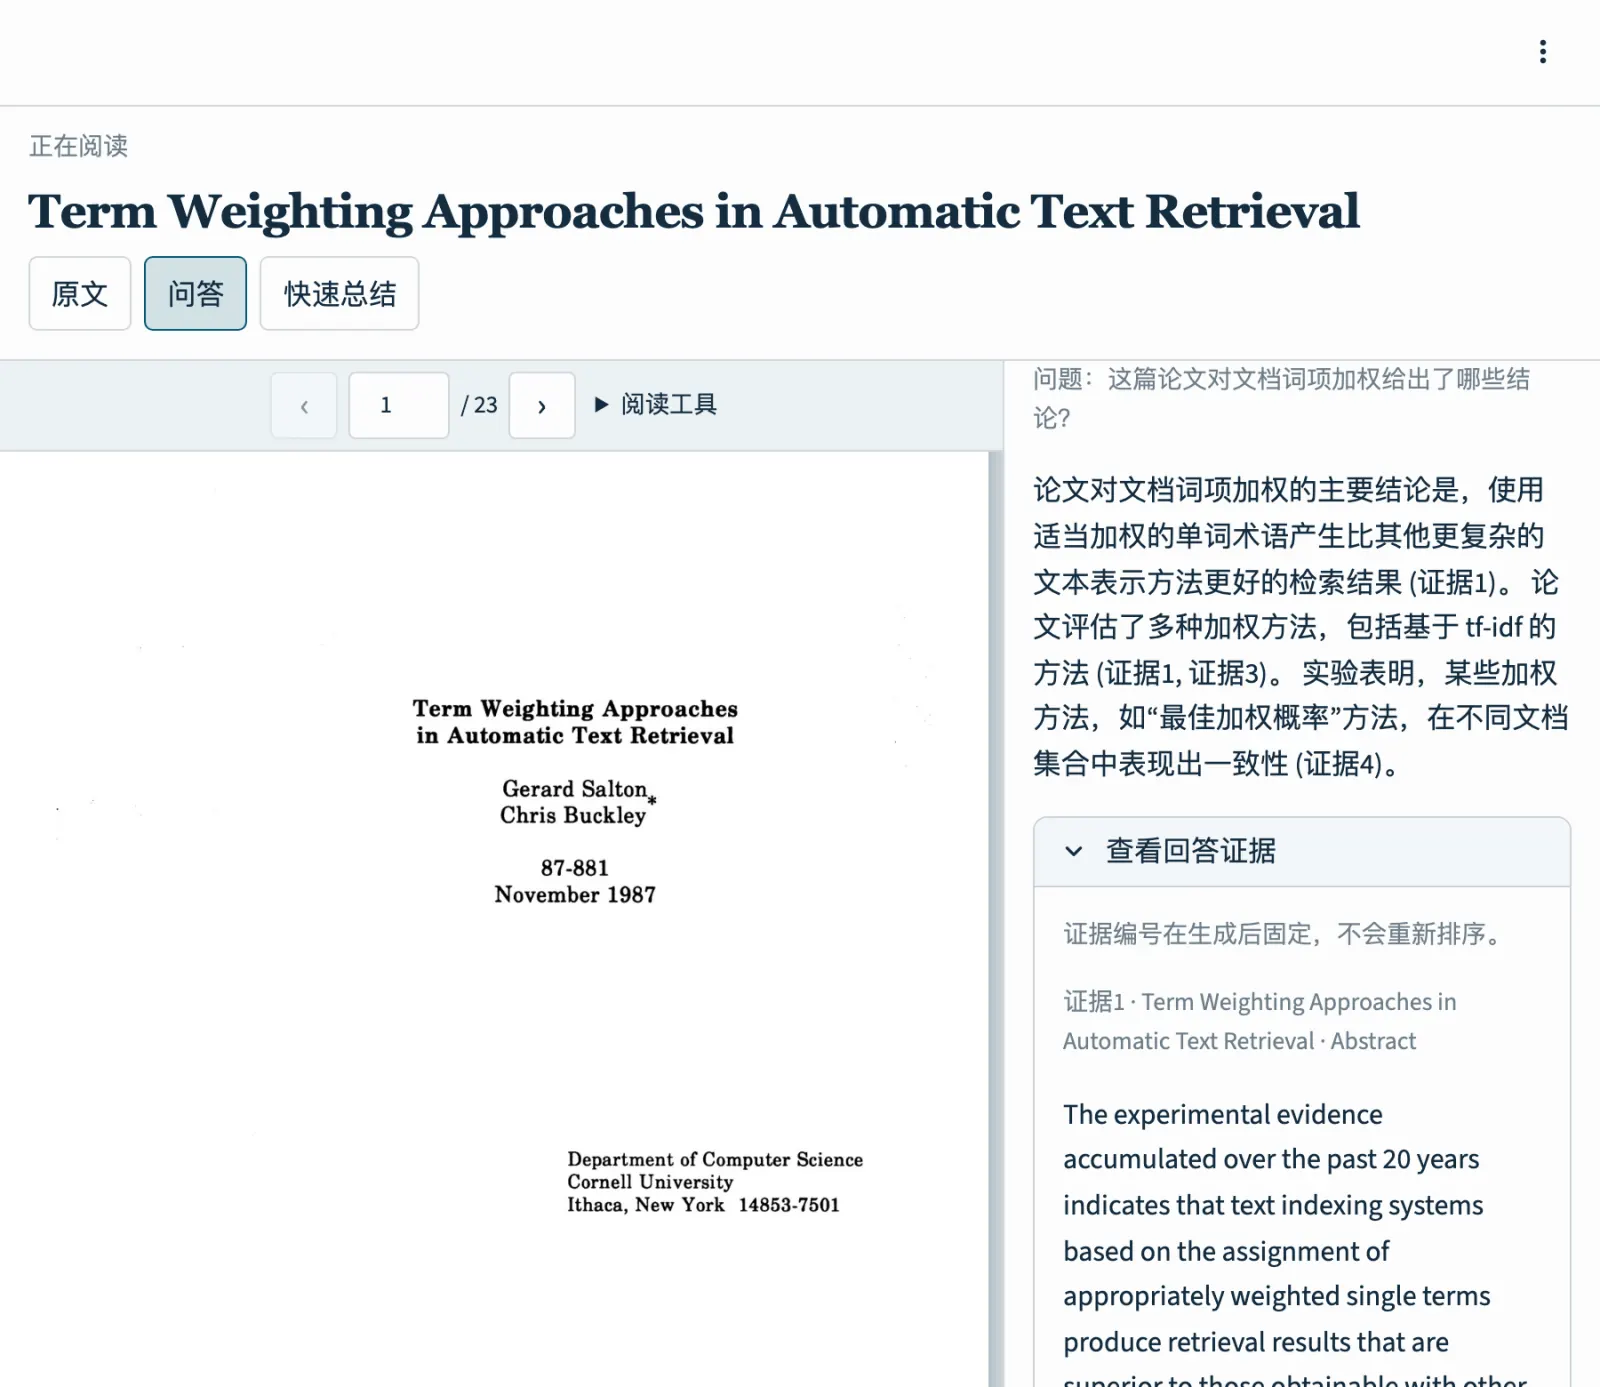 正在阅读
Term Weighting Approaches in Automatic Text Retrieval
原文 问答 快速总结
‹ 1 / 23 › ▶ 阅读工具
Term Weighting Approaches
in Automatic Text Retrieval
Gerard Salton
Chris Buckley*
87-881
November 1987
Department of Computer Science
Cornell University
Ithaca, New York 14853-7501
问题：这篇论文对文档词项加权给出了哪些结
论？
论文对文档词项加权的主要结论是，使用
适当加权的单词术语产生比其他更复杂的
文本表示方法更好的检索结果 (证据1)。 论
文评估了多种加权方法，包括基于 tf-idf 的
方法 (证据1, 证据3)。 实验表明，某些加权
方法，如“最佳加权概率”方法，在不同文档
集合中表现出一致性 (证据4)。
查看回答证据
证据编号在生成后固定，不会重新排序。
证据1 · Term Weighting Approaches in
Automatic Text Retrieval · Abstract
The experimental evidence
accumulated over the past 20 years
indicates that text indexing systems
based on the assignment of
appropriately weighted single terms
produce retrieval results that are
superior to those obtainable with other